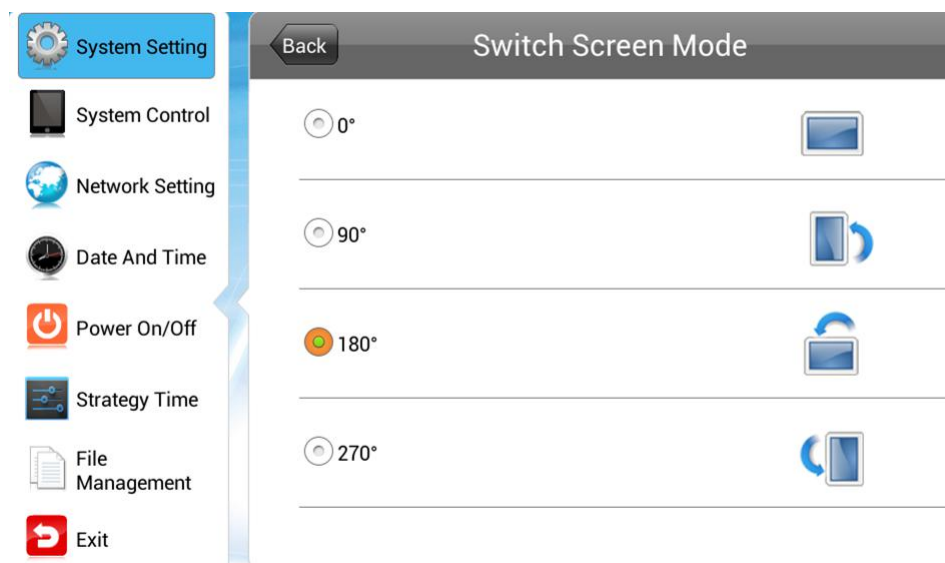 System Setting
System Control
Network Setting
Date And Time
Power On/Off
Strategy Time
File
Management
Exit
Back
Switch Screen Mode
0°
90°
180°
270°